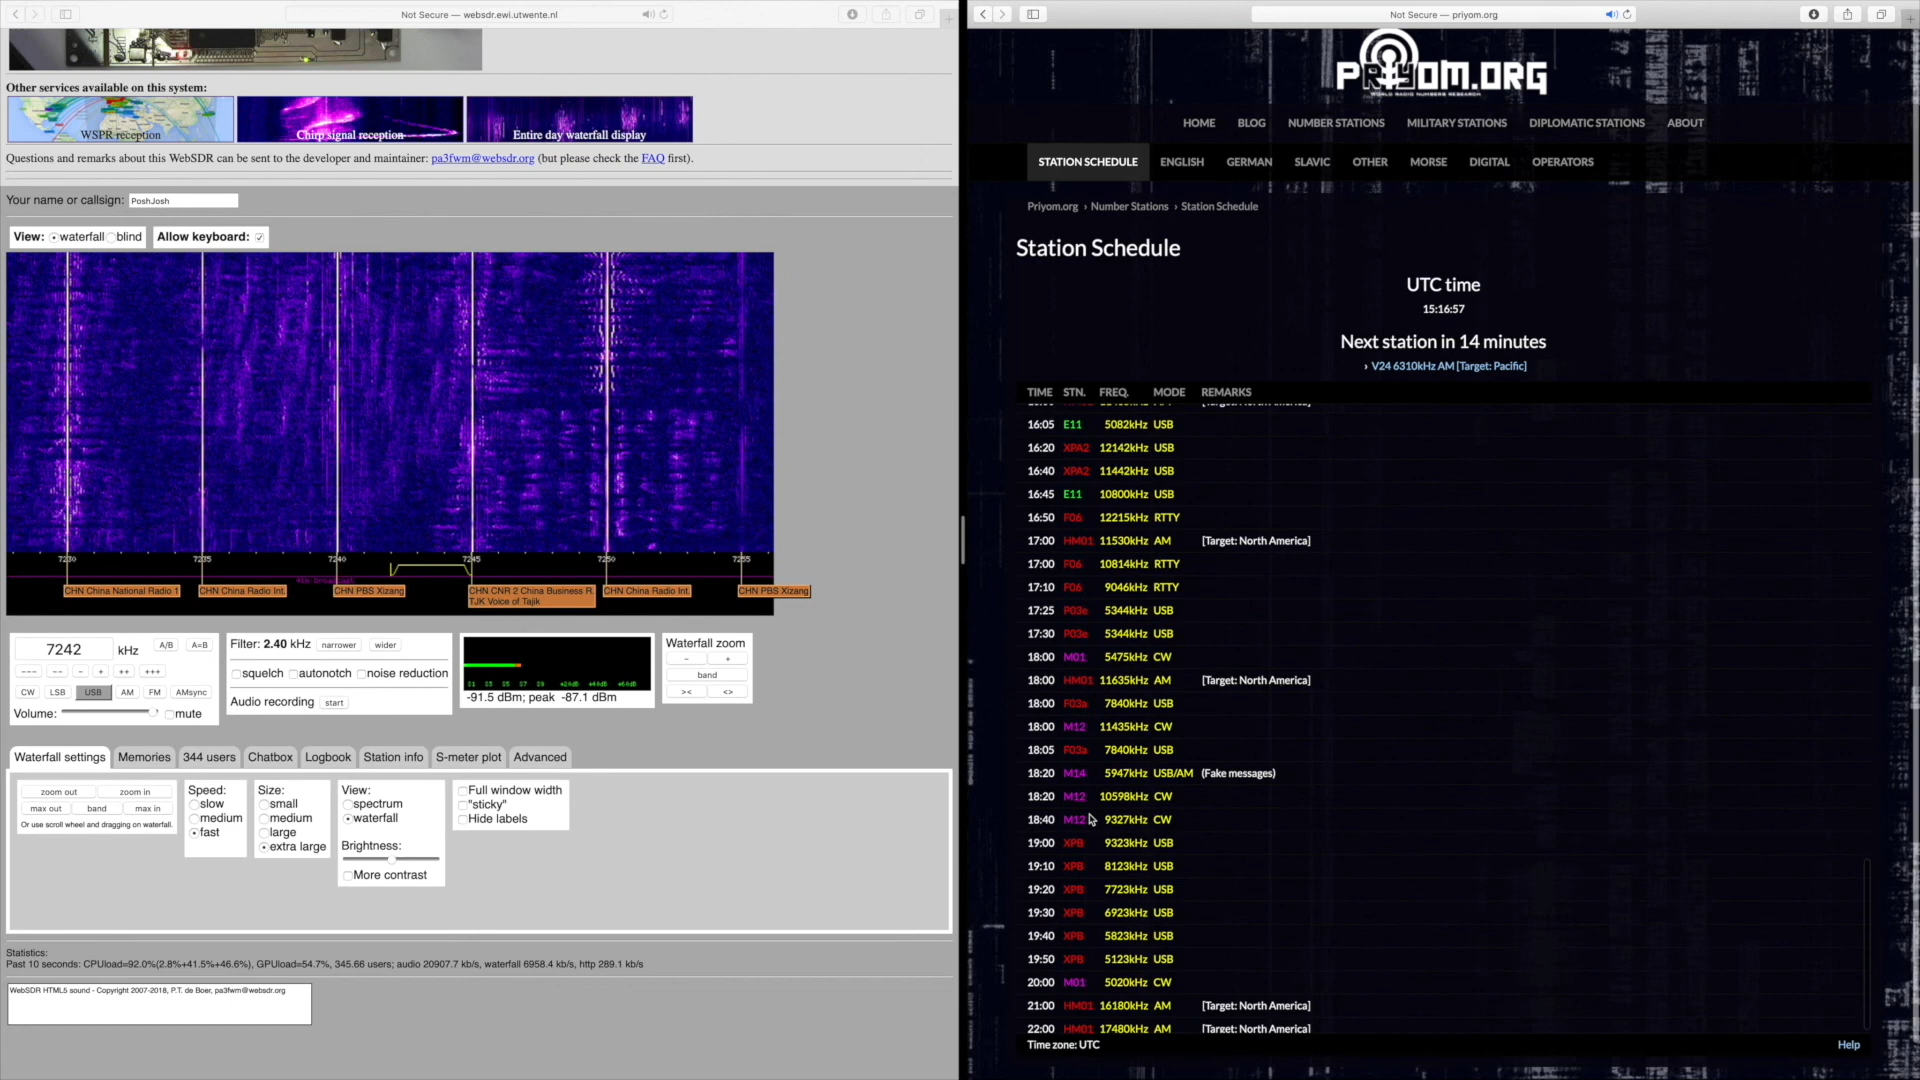 Not Secure — websdr.ewi.utwente.nl
Other services available on this system:
WSPR reception
Chirp signal reception
Entire day waterfall display
Questions and remarks about this WebSDR can be sent to the developer and maintainer: pa3fwm@websdr.org (but please check the FAQ first).
Your name or callsign: PoshJosh
View: waterfall blind Allow keyboard:
7230 7235 7240 7245 7250 7255
CHN China National Radio 1
CHN China Radio Int.
CHN PBS Xizang
CHN CNR 2 China Business R.
TJK Voice of Tajik
CHN China Radio Int.
CHN PBS Xizang
7242 kHz A/B A=B
--- -- - + ++ +++
CW LSB USB AM FM AMsync
Volume: mute
Filter: 2.40 kHz narrower wider
squelch autonotch noise reduction
Audio recording start
S1 S3 S5 S7 S9 +20dB +40dB +60dB
-91.5 dBm; peak -87.1 dBm
Waterfall zoom
- +
band
>< <>
Waterfall settings Memories 344 users Chatbox Logbook Station info S-meter plot Advanced
zoom out zoom in
max out band max in
Or use scroll wheel and dragging on waterfall.
Speed:
slow
medium
fast
Size:
small
medium
large
extra large
View:
spectrum
waterfall
Brightness:
More contrast
Full window width
"sticky"
Hide labels
Statistics:
Past 10 seconds: CPUload=92.0%(2.8%+41.5%+46.6%), GPUload=54.7%, 345.66 users; audio 20907.7 kb/s, waterfall 6958.4 kb/s, http 289.1 kb/s
WebSDR HTML5 sound - Copyright 2007-2018, P.T. de Boer, pa3fwm@websdr.org
Not Secure — priyom.org
PRIYOM.ORG
WORLD RADIO NUMBERS RESEARCH
HOME BLOG NUMBER STATIONS MILITARY STATIONS DIPLOMATIC STATIONS ABOUT
STATION SCHEDULE ENGLISH GERMAN SLAVIC OTHER MORSE DIGITAL OPERATORS
Priyom.org › Number Stations › Station Schedule
Station Schedule
UTC time
15:16:57
Next station in 14 minutes
› V24 6310kHz AM [Target: Pacific]
TIME STN. FREQ. MODE REMARKS
16:05 E11 5082kHz USB
16:20 XPA2 12142kHz USB
16:40 XPA2 11442kHz USB
16:45 E11 10800kHz USB
16:50 F06 12215kHz RTTY
17:00 HM01 11530kHz AM [Target: North America]
17:00 F06 10814kHz RTTY
17:10 F06 9046kHz RTTY
17:25 P03e 5344kHz USB
17:30 P03e 5344kHz USB
18:00 M01 5475kHz CW
18:00 HM01 11635kHz AM [Target: North America]
18:00 F03a 7840kHz USB
18:00 M12 11435kHz CW
18:05 F03a 7840kHz USB
18:20 M14 5947kHz USB/AM (Fake messages)
18:20 M12 10598kHz CW
18:40 M12 9327kHz CW
19:00 XPB 9323kHz USB
19:10 XPB 8123kHz USB
19:20 XPB 7723kHz USB
19:30 XPB 6923kHz USB
19:40 XPB 5823kHz USB
19:50 XPB 5123kHz USB
20:00 M01 5020kHz CW
21:00 HM01 16180kHz AM [Target: North America]
22:00 HM01 17480kHz AM [Target: North America]
Time zone: UTC
Help